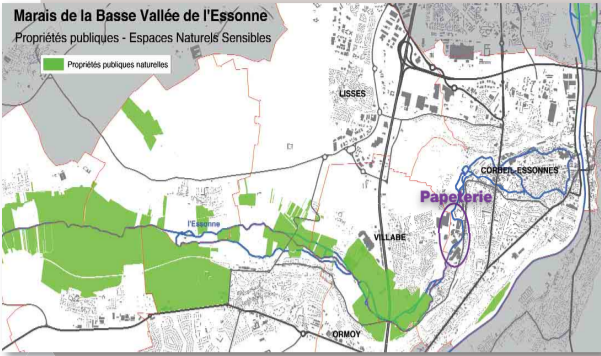 Marais de la Basse Vallée de l'Essonne
Propriétés publiques - Espaces Naturels Sensibles
Propriétés publiques naturelles
LISSES
CORBEIL-ESSONNES
Papeterie
l'Essonne
VILLABE
ORMOY